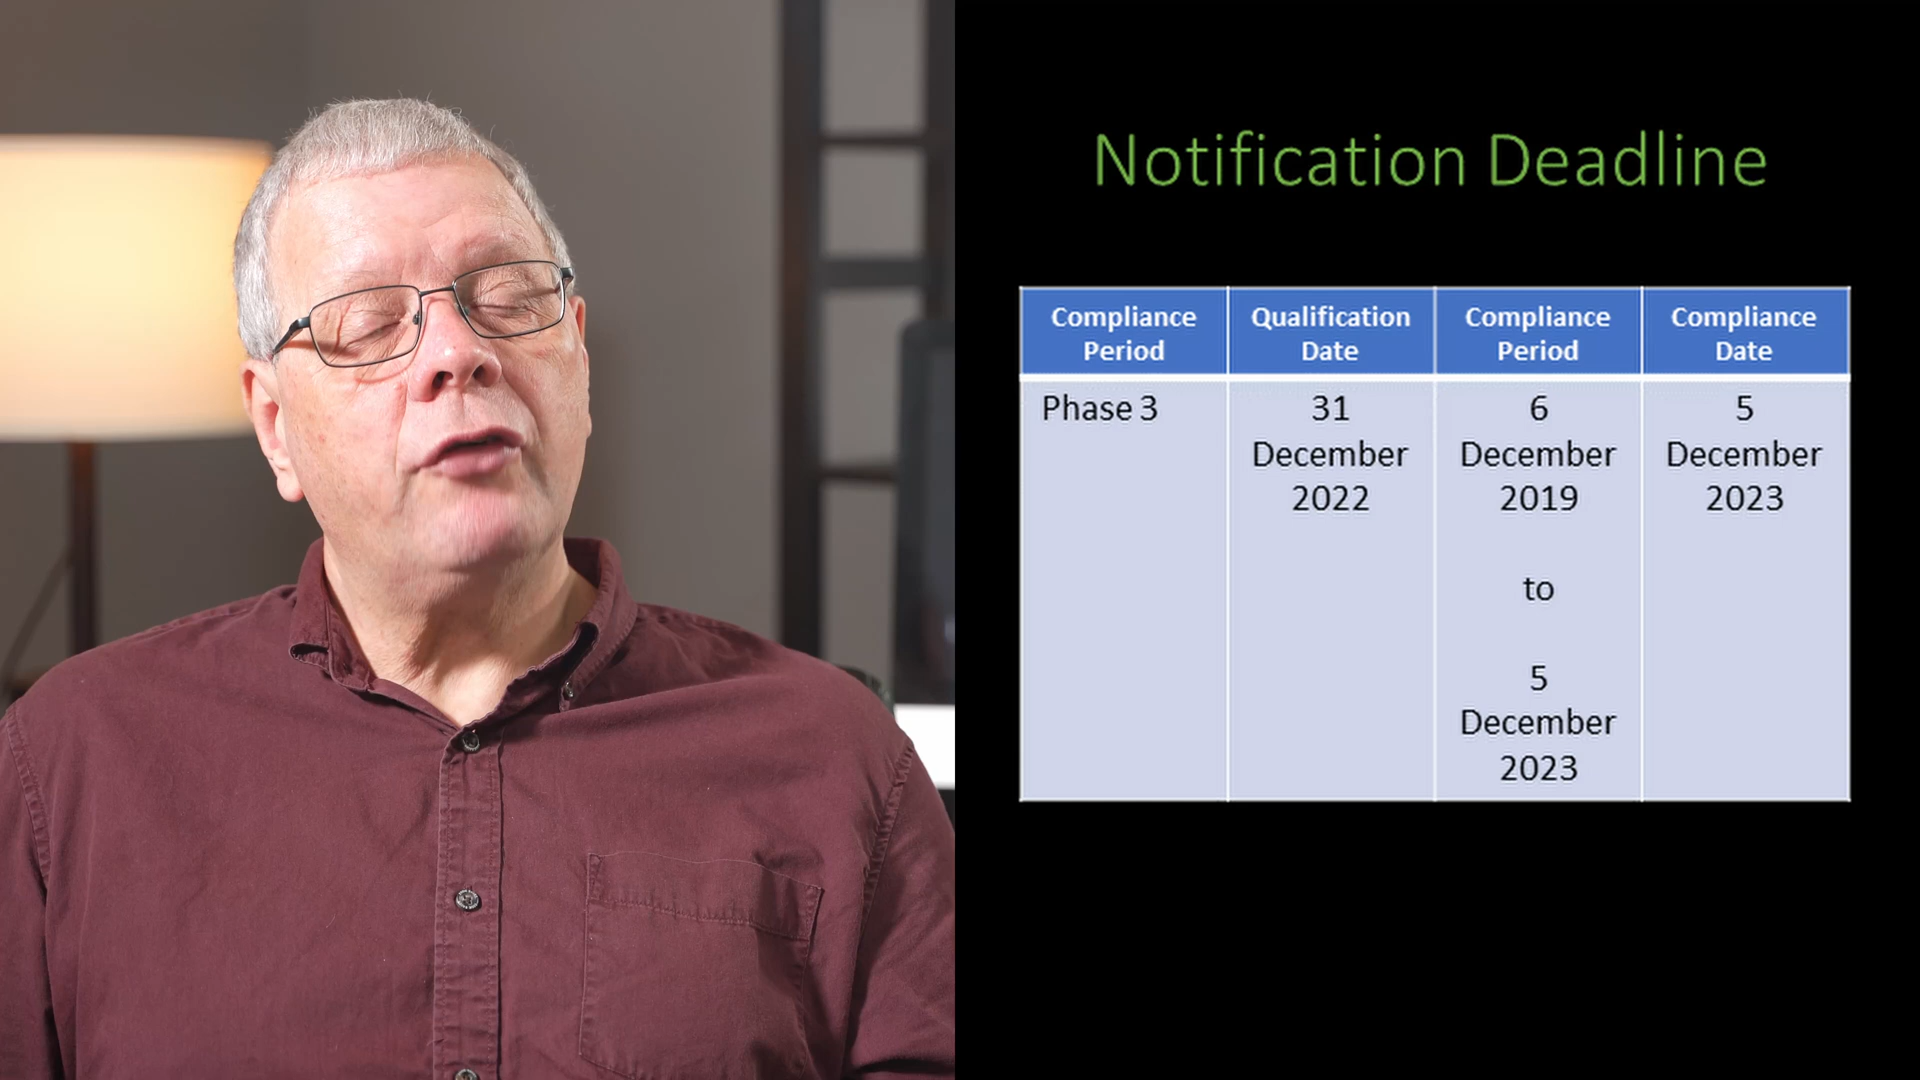 Notification Deadline
Compliance Period
Qualification Date
Compliance Period
Compliance Date
Phase 3
31 December 2022
6 December 2019 to 5 December 2023
5 December 2023